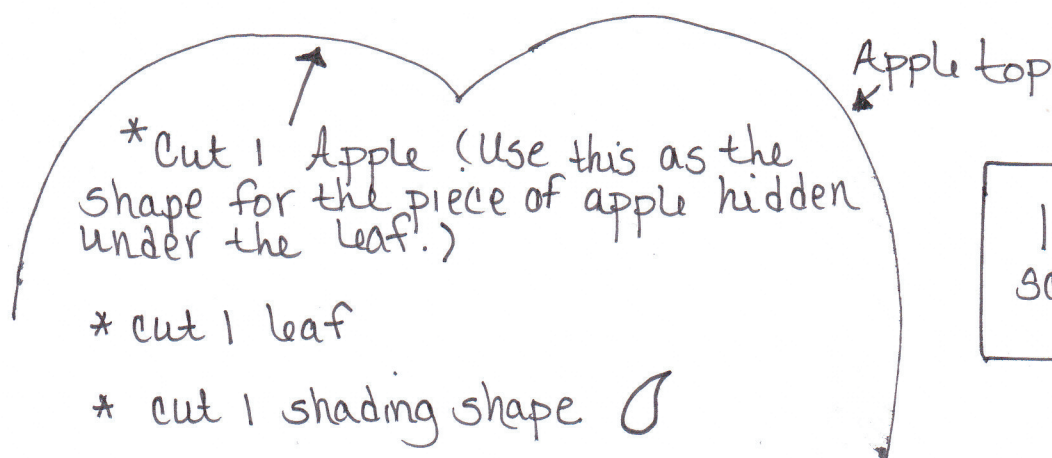 Apple top
*Cut 1 Apple (Use this as the
shape for the piece of apple hidden
under the leaf.)
* cut 1 leaf
* cut 1 shading shape
1